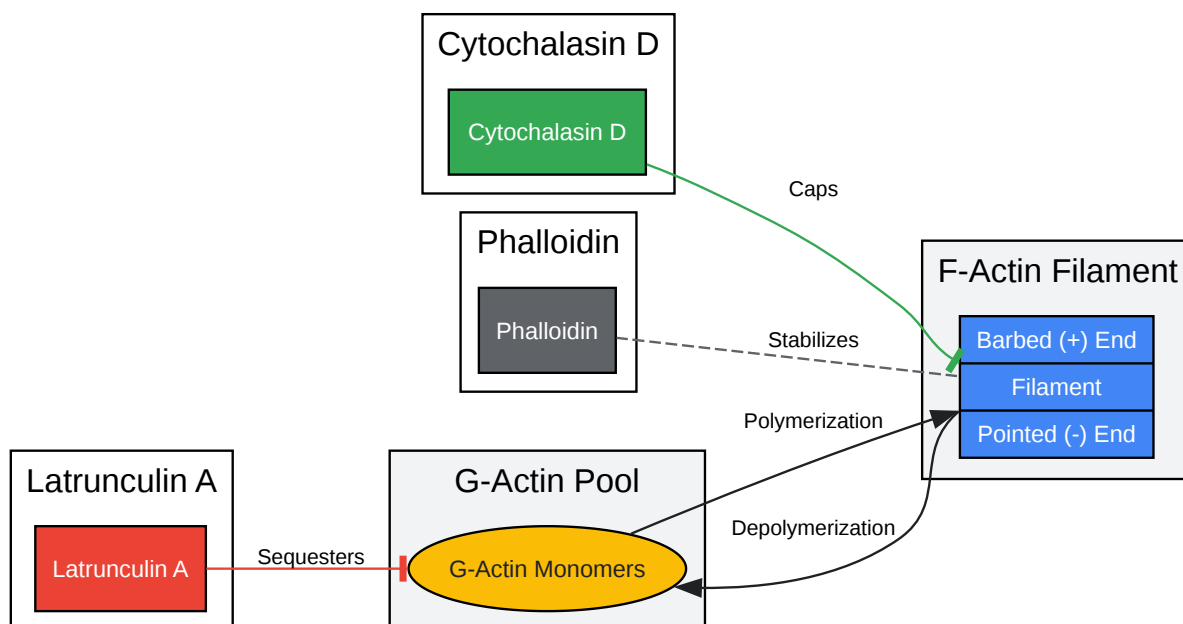 Cytochalasin D
Cytochalasin D
Caps
Phalloidin
Phalloidin
Stabilizes
F-Actin Filament
Barbed (+) End
Filament
Pointed (-) End
Polymerization
Depolymerization
Latrunculin A
Latrunculin A
Sequesters
G-Actin Pool
G-Actin Monomers